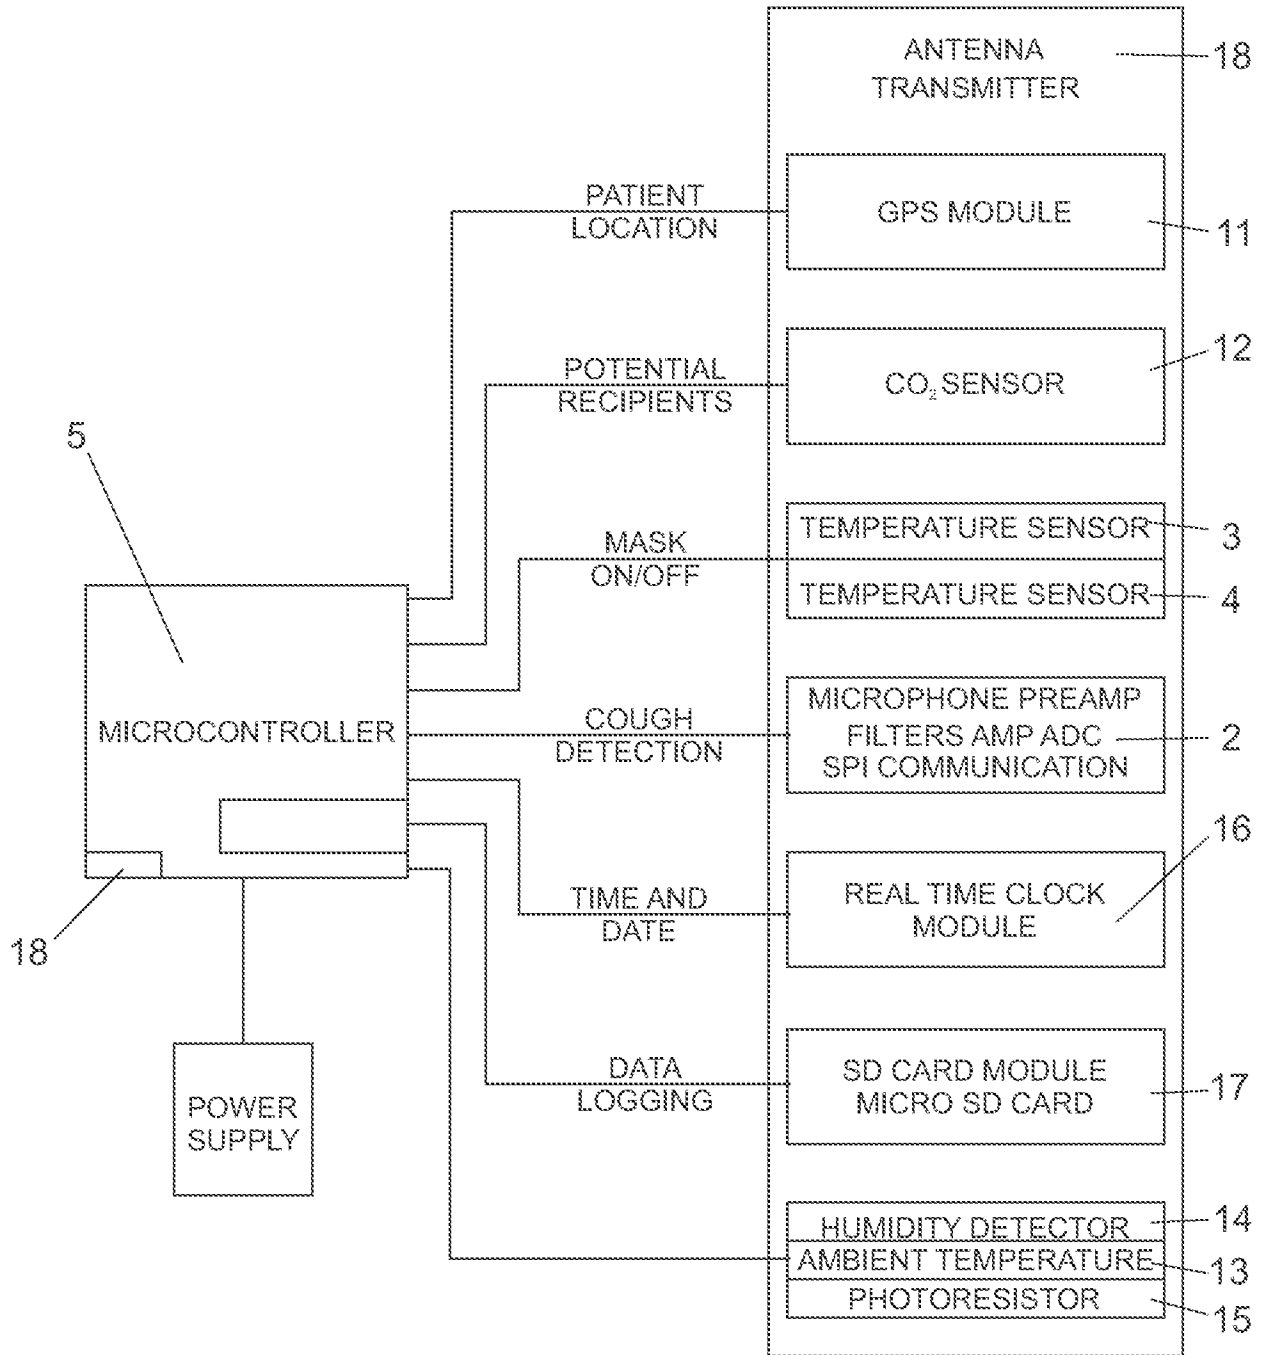 ANTENNA
TRANSMITTER
18
PATIENT
LOCATION
GPS MODULE
11
POTENTIAL
RECIPIENTS
CO₂ SENSOR
12
5
MASK
ON/OFF
TEMPERATURE SENSOR
3
TEMPERATURE SENSOR
4
MICROCONTROLLER
COUGH
DETECTION
MICROPHONE PREAMP
FILTERS AMP ADC
SPI COMMUNICATION
2
18
TIME AND
DATE
REAL TIME CLOCK
MODULE
16
POWER
SUPPLY
DATA
LOGGING
SD CARD MODULE
MICRO SD CARD
17
HUMIDITY DETECTOR
14
AMBIENT TEMPERATURE
13
PHOTORESISTOR
15